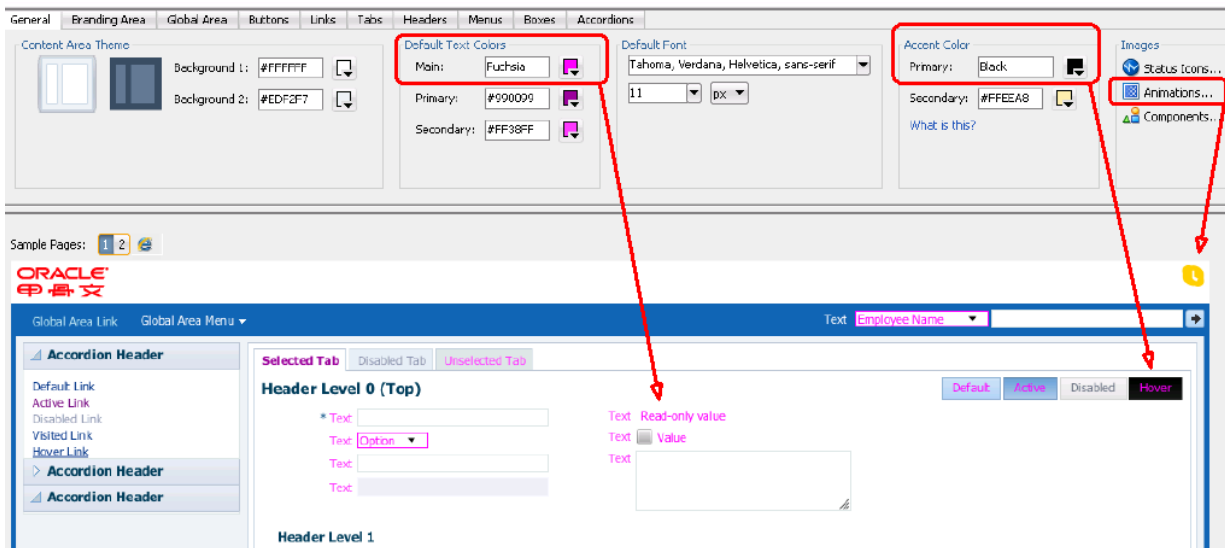 General Branding Area Global Area Buttons Links Tabs Headers Menus Boxes Accordions
Content Area Theme
Background 1: #FFFFFF
Background 2: #EDF2F7
Default Text Colors
Main: Fuchsia
Primary: #990099
Secondary: #FF38FF
Default Font
Tahoma, Verdana, Helvetica, sans-serif
11 px
Accent Color
Primary: Black
Secondary: #FFEEA8
What is this?
Images
Status Icons...
Animations...
Components...
Sample Pages: 1 2
ORACLE
甲骨文
Global Area Link Global Area Menu Text Employee Name
Accordion Header
Default Link
Active Link
Disabled Link
Visited Link
Hover Link
Accordion Header
Accordion Header
Selected Tab Disabled Tab Unselected Tab
Header Level 0 (Top) Default Active Disabled Hover
* Text
Text Option
Text
Text
Text Read-only value
Text Value
Text
Header Level 1